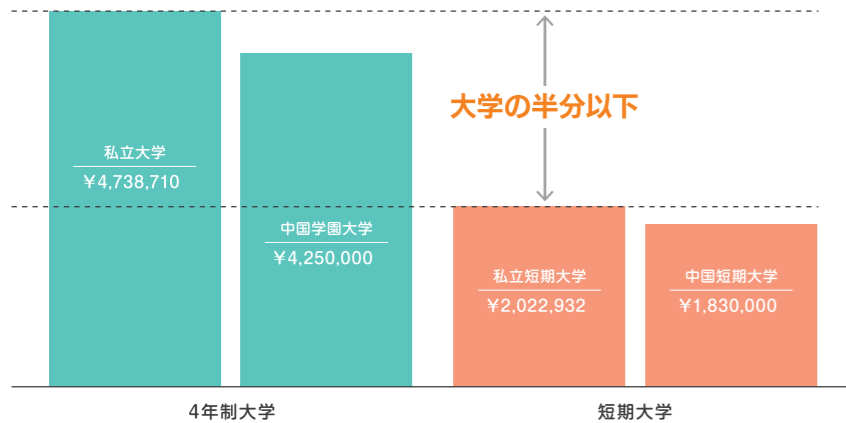 大学の半分以下
私立大学
¥4,738,710
中国学園大学
¥4,250,000
私立短期大学
¥2,022,932
中国短期大学
¥1,830,000
4年制大学
短期大学